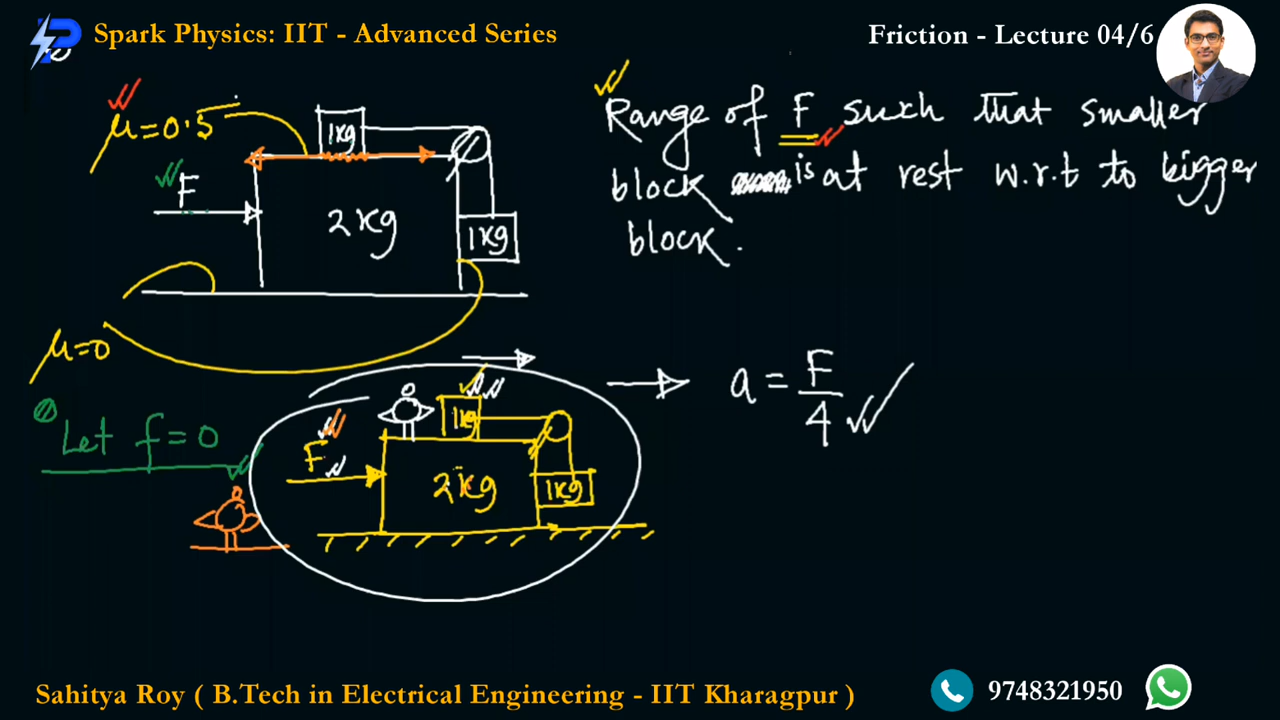 Spark Physics: IIT - Advanced Series
Friction - Lecture 04/6
μ=0.5
1kg
F
2kg
1kg
μ=0
Range of F such that smaller
block is at rest w.r.t to bigger
block.
Let f=0
F
1kg
2kg
1kg
a = F/4
Sahitya Roy ( B.Tech in Electrical Engineering - IIT Kharagpur )
9748321950